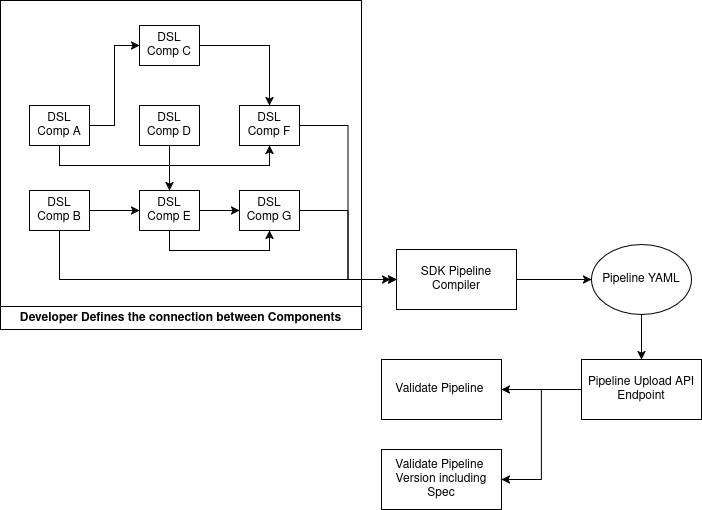 DSL
Comp C
DSL
Comp A
DSL
Comp D
DSL
Comp F
DSL
Comp B
DSL
Comp E
DSL
Comp G
Developer Defines the connection between Components
SDK Pipeline
Compiler
Pipeline YAML
Validate Pipeline
Pipeline Upload API
Endpoint
Validate Pipeline
Version including
Spec